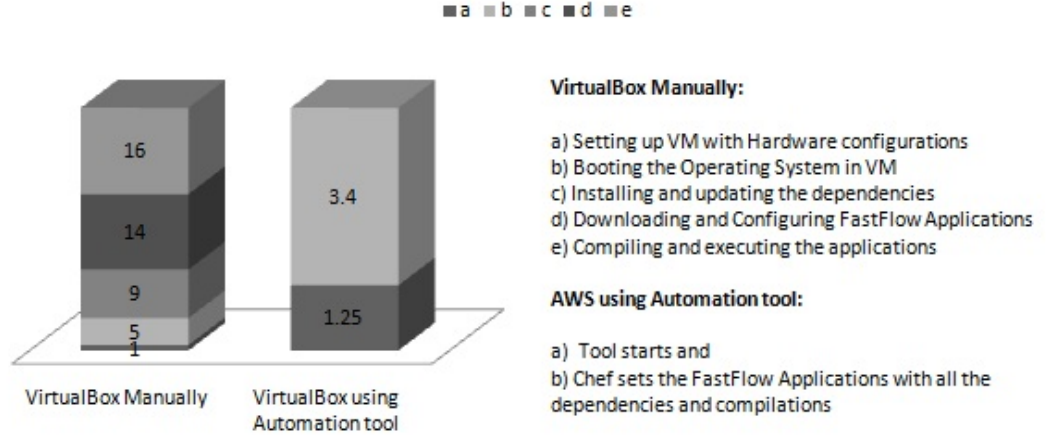 a b c d e
16
14
9
5
1
3.4
1.25
VirtualBox Manually
VirtualBox using
Automation tool
VirtualBox Manually:
a) Setting up VM with Hardware configurations
b) Booting the Operating System in VM
c) Installing and updating the dependencies
d) Downloading and Configuring FastFlow Applications
e) Compiling and executing the applications
AWS using Automation tool:
a) Tool starts and
b) Chef sets the FastFlow Applications with all the
dependencies and compilations